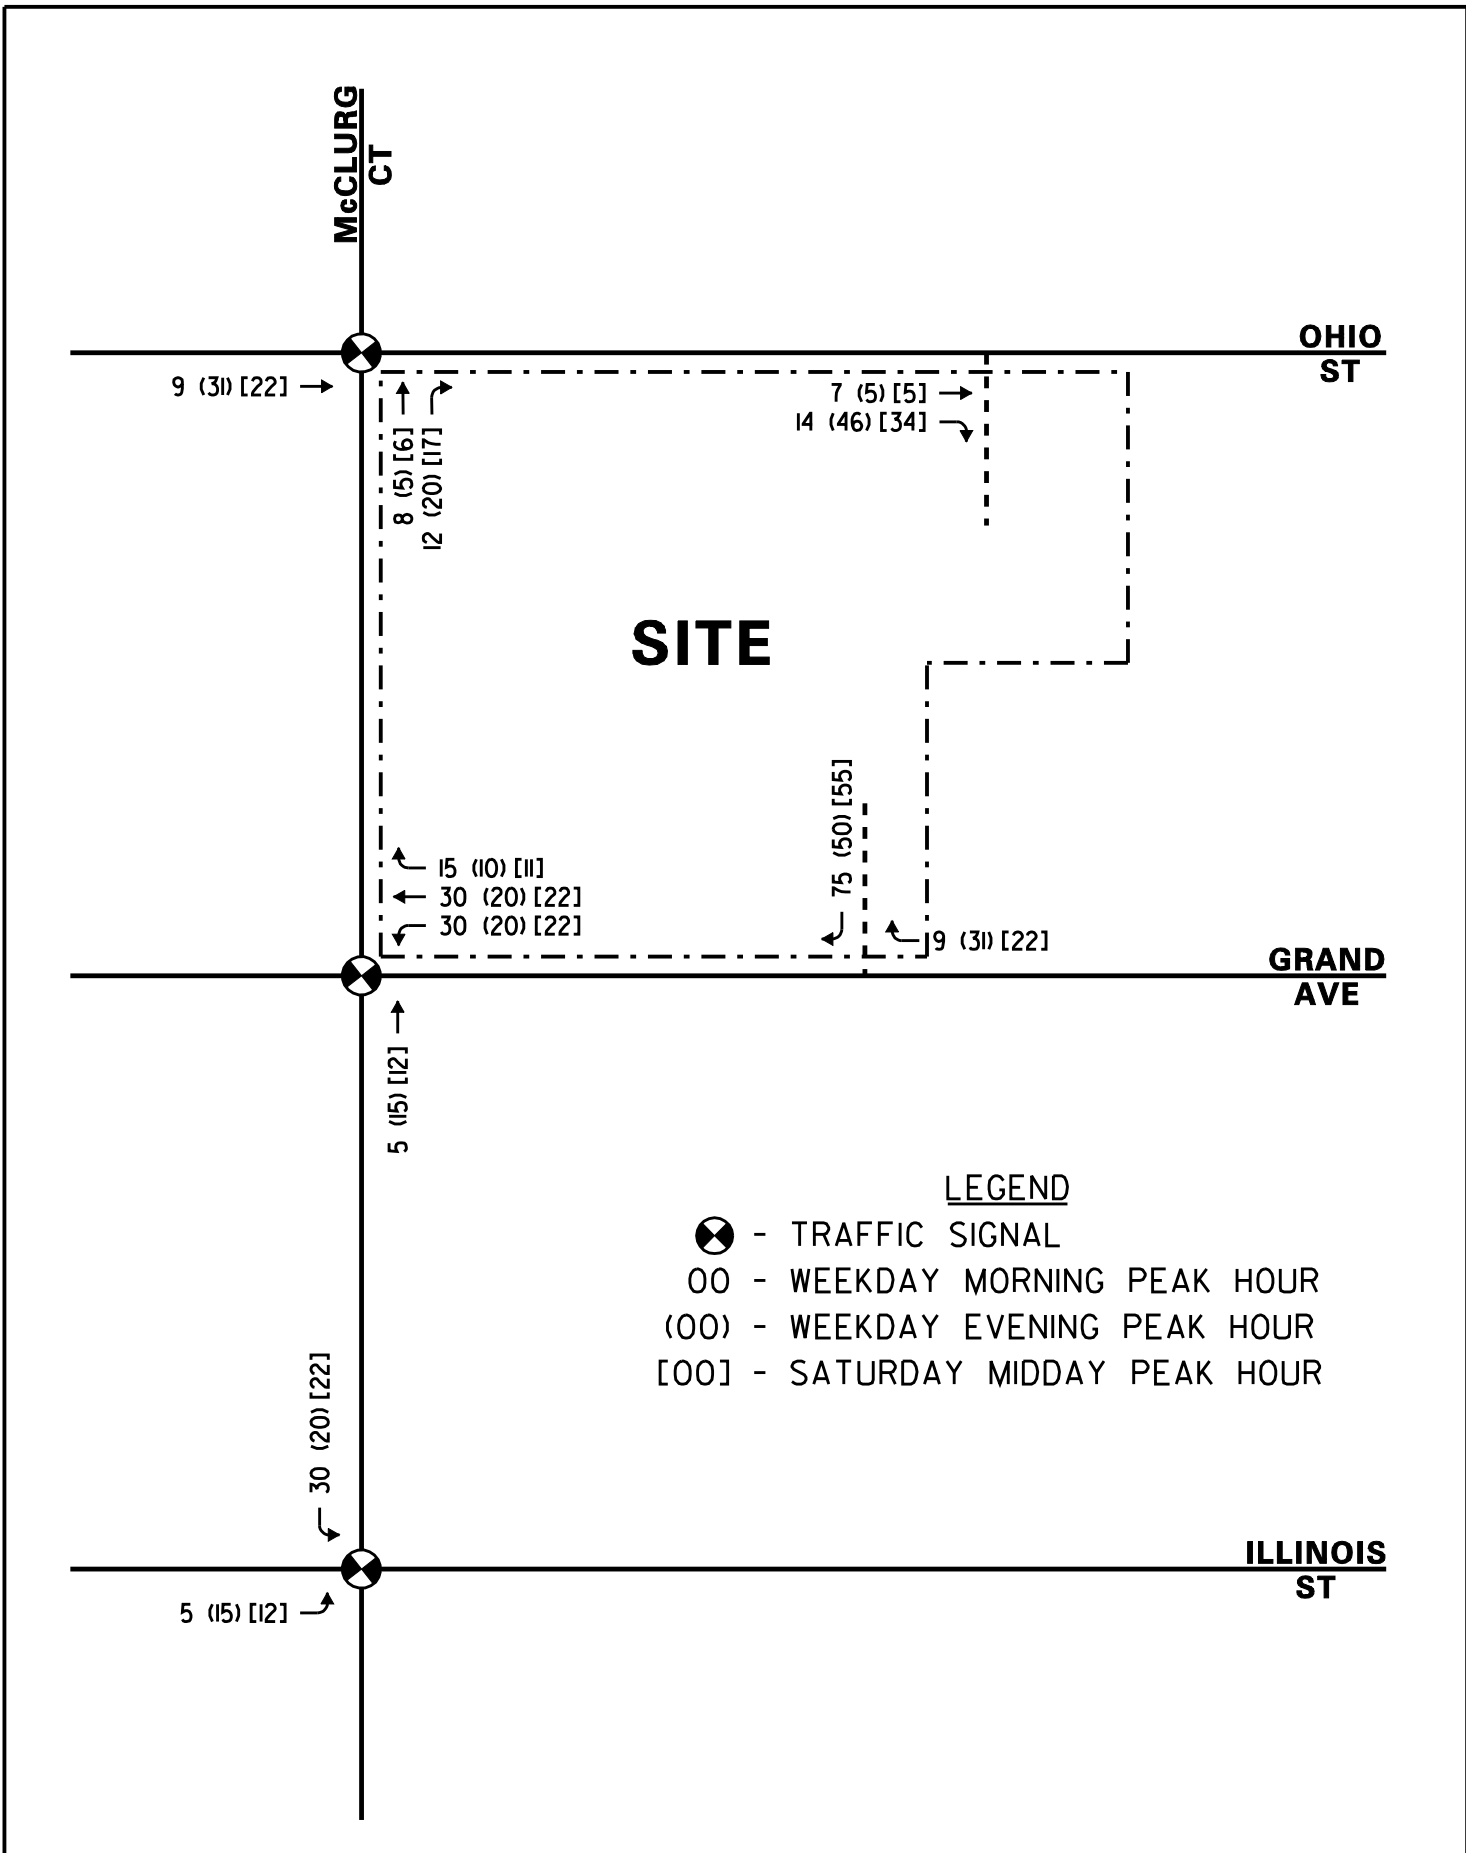 McCLURG
CT
OHIO
ST
9 (31) [22]
7 (5) [5]
14 (46) [34]
8 (5) [6]
12 (20) [17]
SITE
75 (50) [55]
15 (10) [11]
30 (20) [22]
30 (20) [22]
9 (31) [22]
GRAND
AVE
5 (15) [12]
LEGEND
- TRAFFIC SIGNAL
00 - WEEKDAY MORNING PEAK HOUR
(00) - WEEKDAY EVENING PEAK HOUR
[00] - SATURDAY MIDDAY PEAK HOUR
30 (20) [22]
ILLINOIS
ST
5 (15) [12]